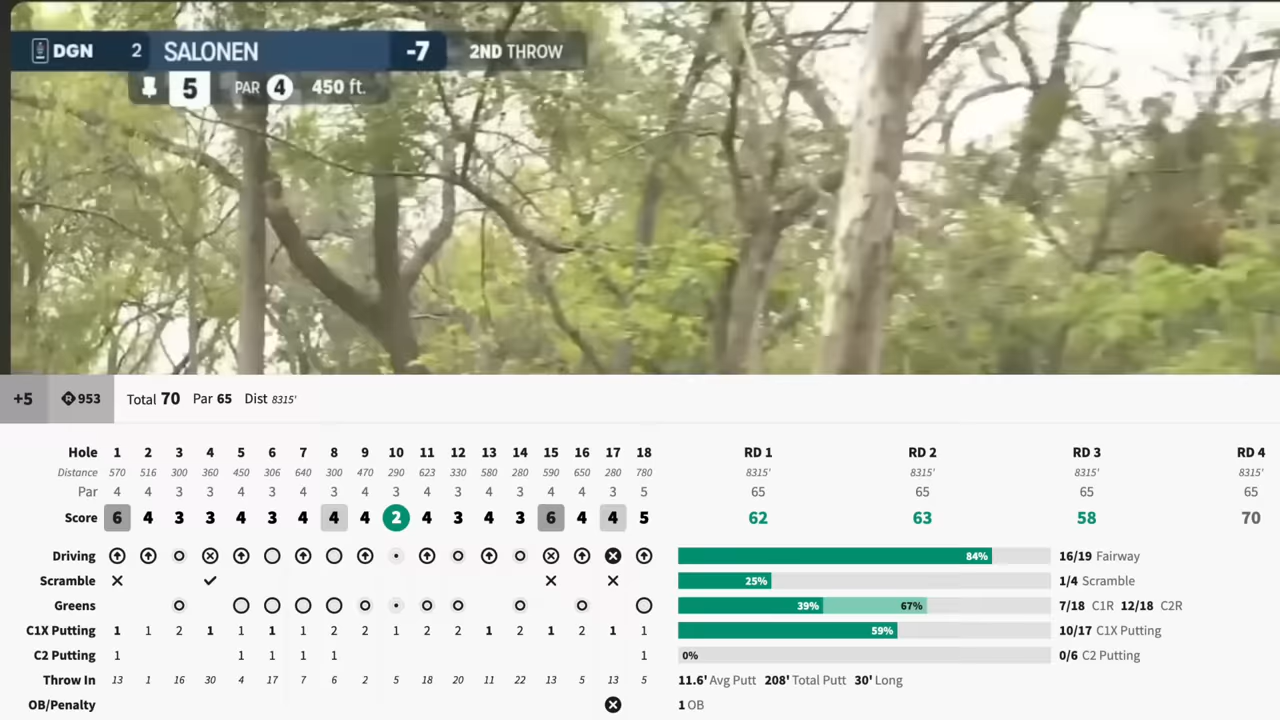 DGN 2 SALONEN -7 2ND THROW
5 PAR 4 450 ft.
+5 R 953 Total 70 Par 65 Dist 8315'
Hole 1 2 3 4 5 6 7 8 9 10 11 12 13 14 15 16 17 18 RD 1 RD 2 RD 3 RD 4
Distance 570 516 300 360 450 306 640 300 470 290 623 330 580 280 590 650 280 780 8315' 8315' 8315' 8315'
Par 4 4 3 3 4 3 4 3 4 3 4 3 4 3 4 4 3 5 65 65 65 65
Score 6 4 3 3 4 3 4 4 4 2 4 3 4 3 6 4 4 5 62 63 58 70
Driving 84% 16/19 Fairway
Scramble 25% 1/4 Scramble
Greens 39% 67% 7/18 C1R 12/18 C2R
C1X Putting 1 1 2 1 1 1 1 2 2 1 2 2 1 2 1 2 1 1 59% 10/17 C1X Putting
C2 Putting 1 1 1 1 1 1 0% 0/6 C2 Putting
Throw In 13 1 16 30 4 17 7 6 2 5 18 20 11 22 13 5 13 5 11.6' Avg Putt 208' Total Putt 30' Long
OB/Penalty 1 OB